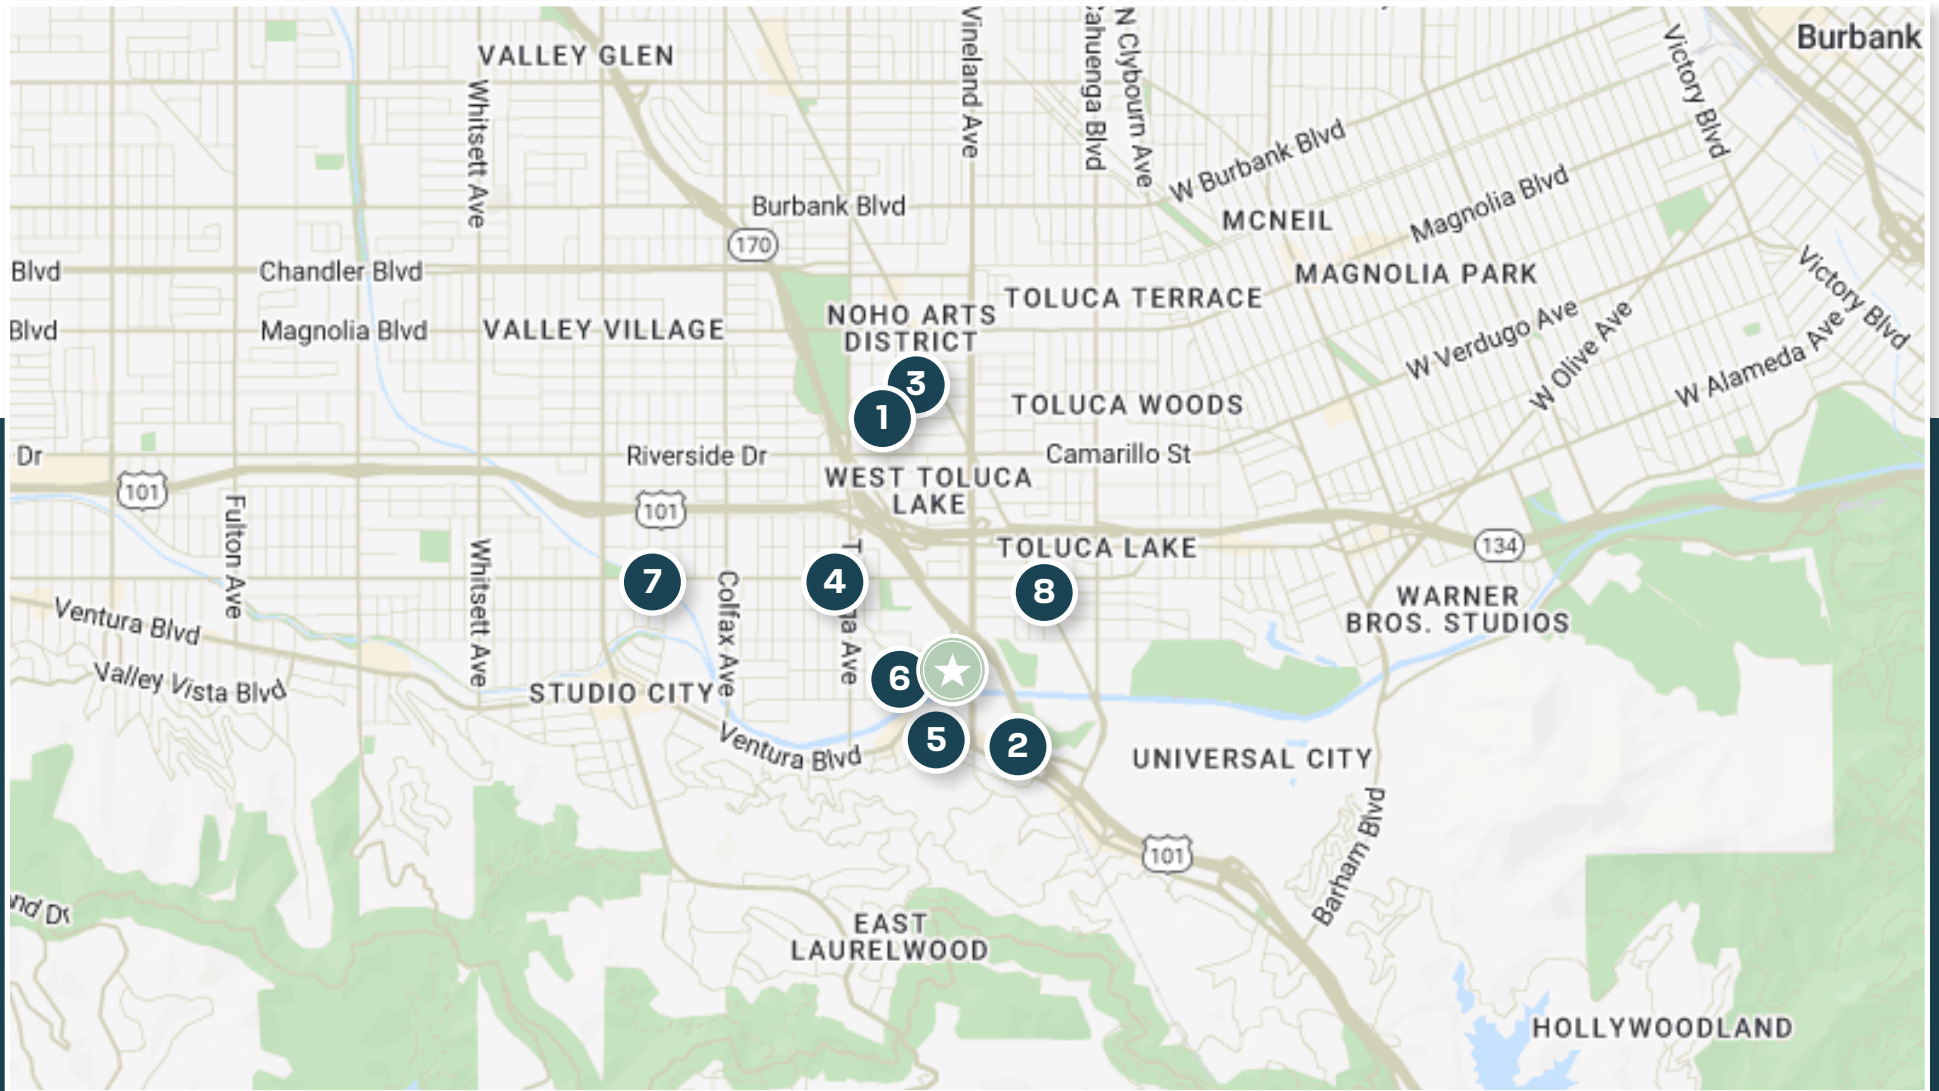 Burbank
VALLEY GLEN
Whitsett Ave
Vineland Ave
ahuenga Blvd
N Clybourn Ave
Victory Blvd
W Burbank Blvd
Burbank Blvd
Magnolia Blvd
MCNEIL
170
Blvd
Chandler Blvd
MAGNOLIA PARK
Victory Blvd
TOLUCA TERRACE
NOHO ARTS
DISTRICT
Blvd
Magnolia Blvd
VALLEY VILLAGE
W Verdugo Ave
W Olive Ave
W Alameda Ave
3
1
TOLUCA WOODS
Dr
Riverside Dr
Camarillo St
WEST TOLUCA
LAKE
101
101
Fulton Ave
Whitsett Ave
TOLUCA LAKE
134
7
Colfax Ave
4
T
a Ave
8
WARNER
BROS. STUDIOS
Ventura Blvd
Valley Vista Blvd
STUDIO CITY
6
5
2
Ventura Blvd
UNIVERSAL CITY
101
Barham Blvd
nd Dr
EAST
LAURELWOOD
HOLLYWOODLAND